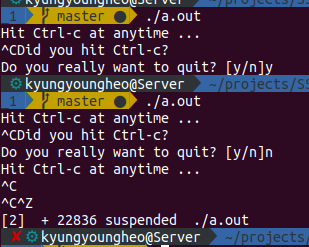 kyungyoungheo@Server ~/projects/SS
1 master ● ./a.out
Hit Ctrl-c at anytime ...
^CDid you hit Ctrl-c?
Do you really want to quit? [y/n]y
kyungyoungheo@Server ~/projects/SS
1 master ● ./a.out
Hit Ctrl-c at anytime ...
^CDid you hit Ctrl-c?
Do you really want to quit? [y/n]n
Hit Ctrl-c at anytime ...
^C
^C^Z
[2]  + 22836 suspended  ./a.out
✘ kyungyoungheo@Server ~/projects/